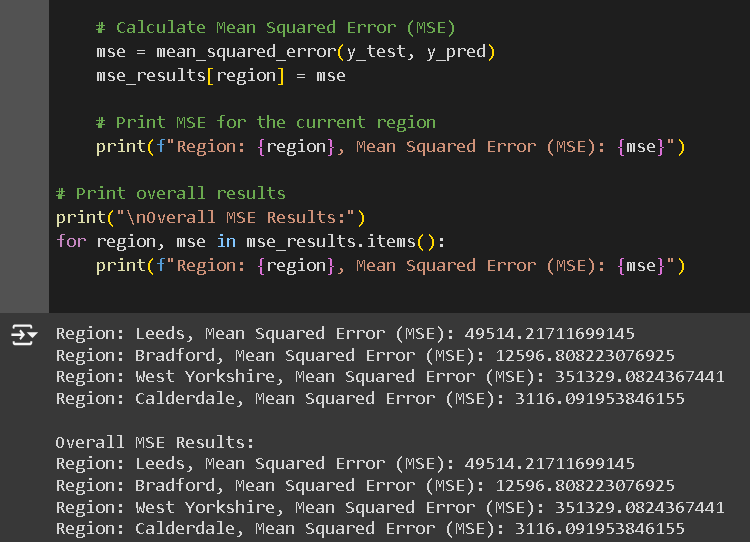 # Calculate Mean Squared Error (MSE)
mse = mean_squared_error(y_test, y_pred)
mse_results[region] = mse
# Print MSE for the current region
print(f"Region: {region}, Mean Squared Error (MSE): {mse}")
# Print overall results
print("\nOverall MSE Results:")
for region, mse in mse_results.items():
print(f"Region: {region}, Mean Squared Error (MSE): {mse}")
Region: Leeds, Mean Squared Error (MSE): 49514.21711699145
Region: Bradford, Mean Squared Error (MSE): 12596.808223076925
Region: West Yorkshire, Mean Squared Error (MSE): 351329.0824367441
Region: Calderdale, Mean Squared Error (MSE): 3116.091953846155
Overall MSE Results:
Region: Leeds, Mean Squared Error (MSE): 49514.21711699145
Region: Bradford, Mean Squared Error (MSE): 12596.808223076925
Region: West Yorkshire, Mean Squared Error (MSE): 351329.0824367441
Region: Calderdale, Mean Squared Error (MSE): 3116.091953846155